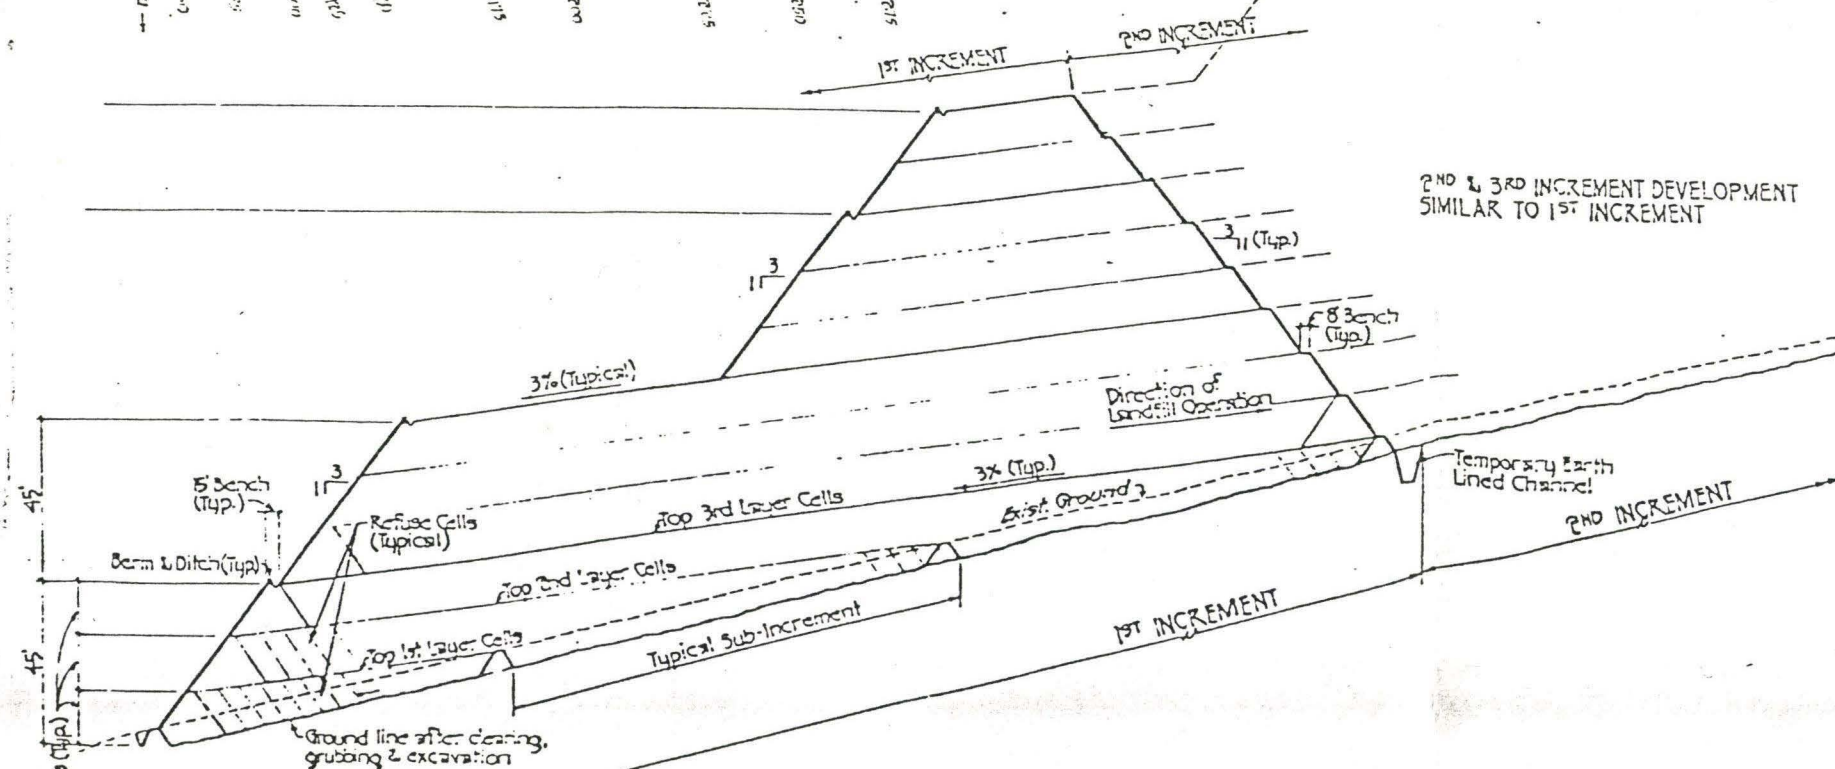 1ST INCREMENT
2ND INCREMENT
2ND & 3RD INCREMENT DEVELOPMENT
SIMILAR TO 1ST INCREMENT
3
1
3
1 (Typ.)
8' Bench
(Typ.)
3% (Typical)
Direction of
Landfill Operation
3
1
3% (Typ.)
Temporary Earth
Lined Channel
45'
15' Bench
(Typ.)
Refuse Cells
(Typical)
Top 3rd Layer Cells
Exist Ground
2ND INCREMENT
Berm & Ditch (Typ.)
Top 2nd Layer Cells
Typical Sub-Increment
1ST INCREMENT
45'
Top 1st Layer Cells
(Typ.)
Ground line after clearing,
grubbing & excavation